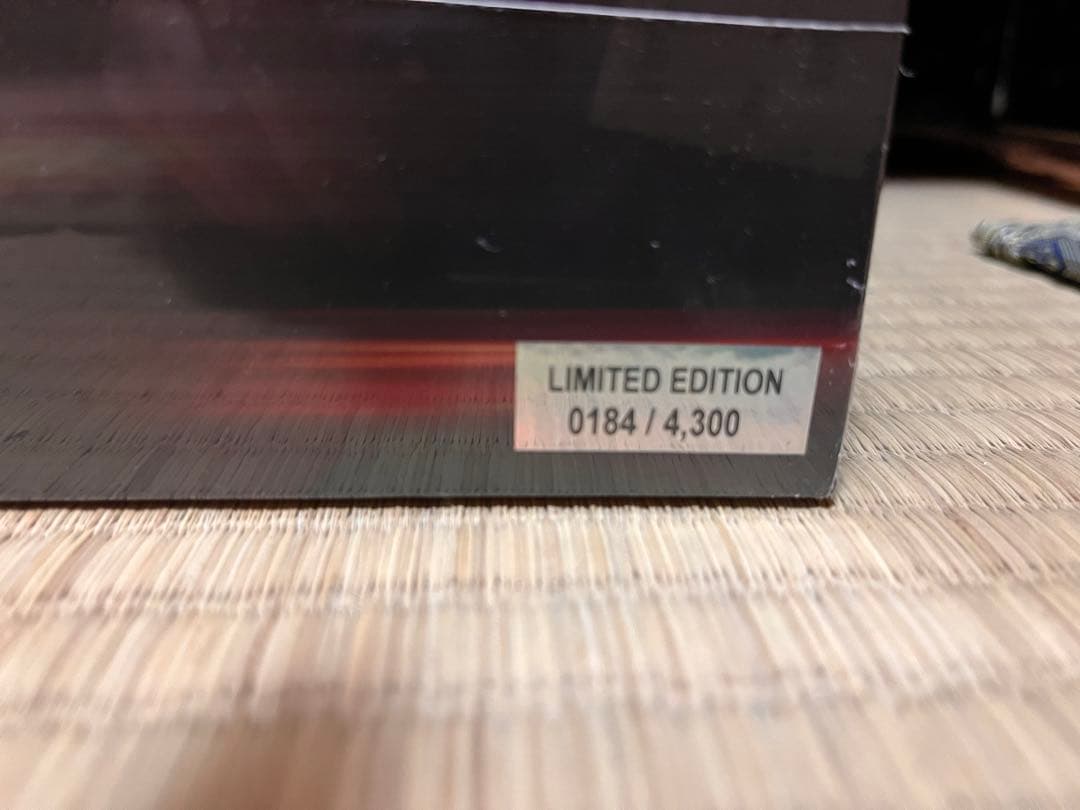 LIMITED EDITION
0184 / 4,300